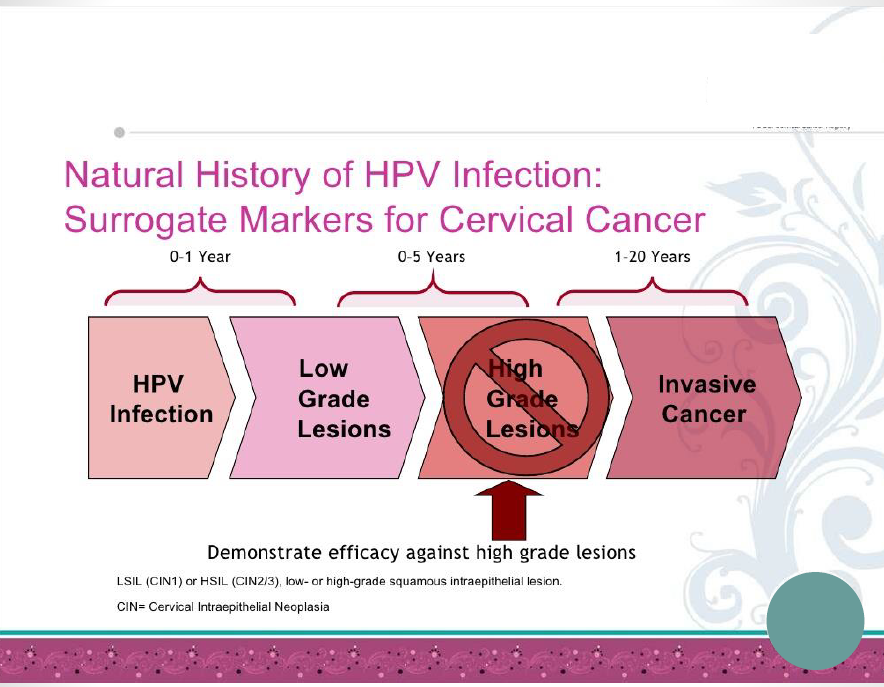 Natural History of HPV Infection:
Surrogate Markers for Cervical Cancer
0-1 Year
0-5 Years
1-20 Years
HPV
Infection
Low
Grade
Lesions
High
Grade
Lesions
Invasive
Cancer
Demonstrate efficacy against high grade lesions
LSIL (CIN1) or HSIL (CIN2/3), low- or high-grade squamous intraepithelial lesion.
CIN= Cervical Intraepithelial Neoplasia